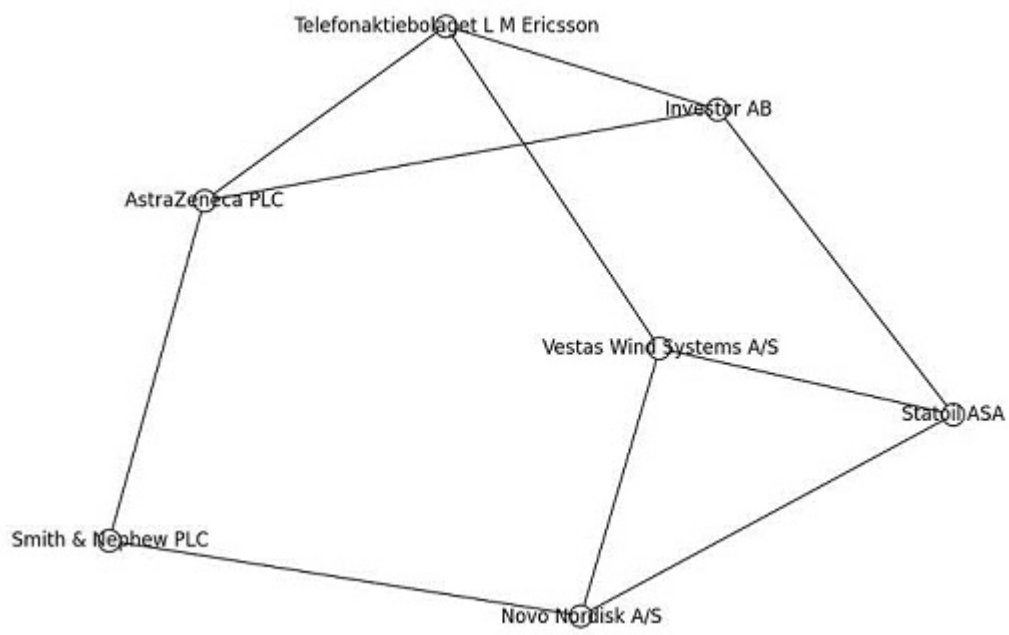 Telefonaktiebolaget L M Ericsson
Investor AB
AstraZeneca PLC
Vestas Wind Systems A/S
Statoil ASA
Smith & Nephew PLC
Novo Nordisk A/S